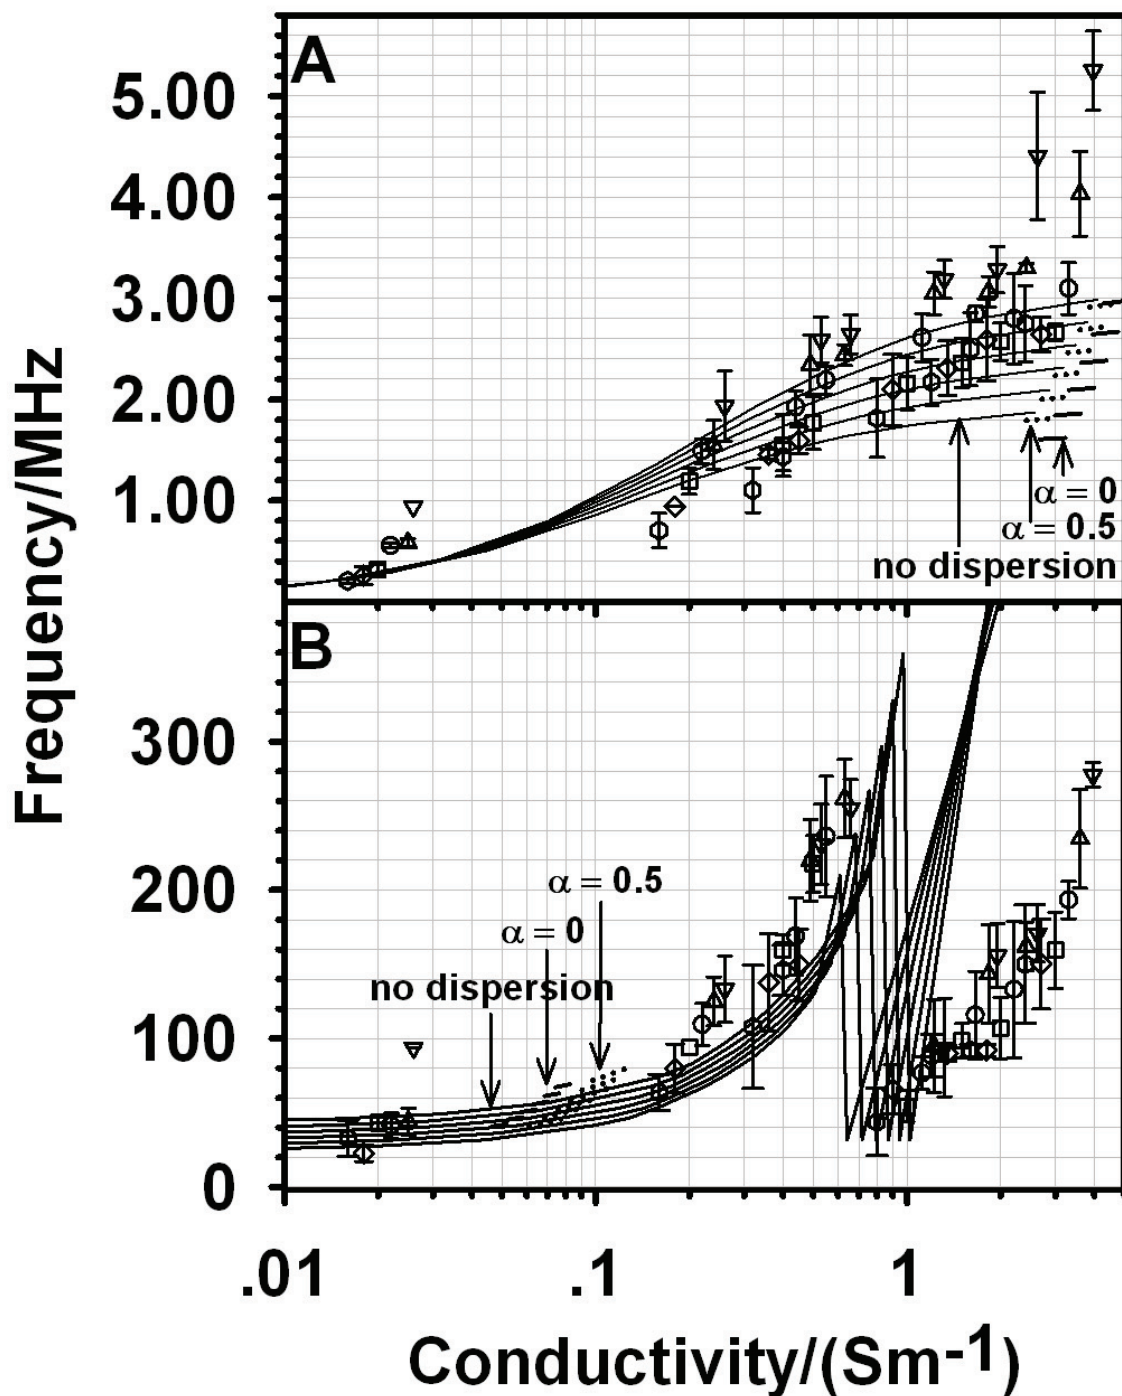 A
5.00
4.00
3.00
2.00
1.00
α = 0
α = 0.5
no dispersion
Frequency/MHz
B
300
200
100
0
α = 0.5
α = 0
no dispersion
.01
.1
1
Conductivity/(Sm-1)